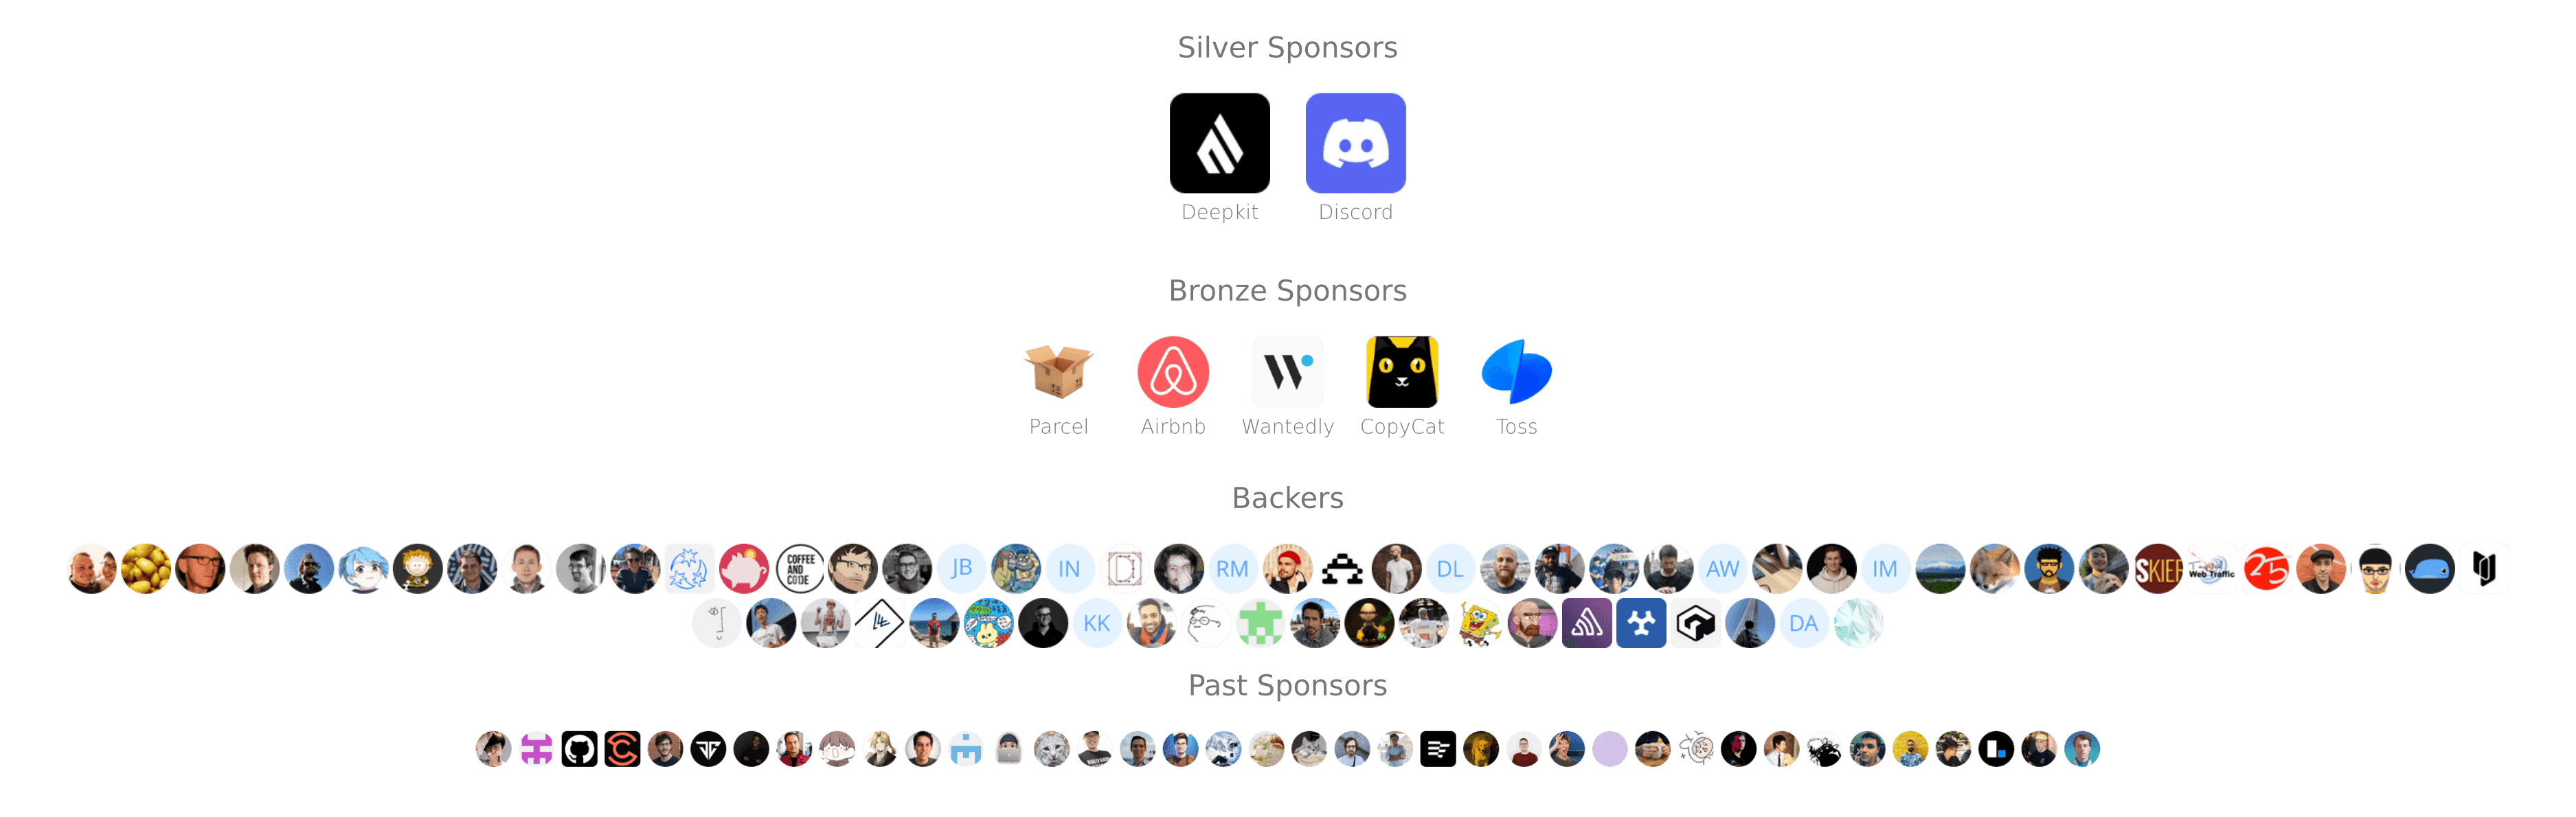 Silver Sponsors
Deepkit Discord
Bronze Sponsors
Parcel Airbnb Wantedly CopyCat Toss
Backers
COFFEE AND CODE JB IN RM DL AW IM SKIEF Web Traffic 25
KK DA
Past Sponsors